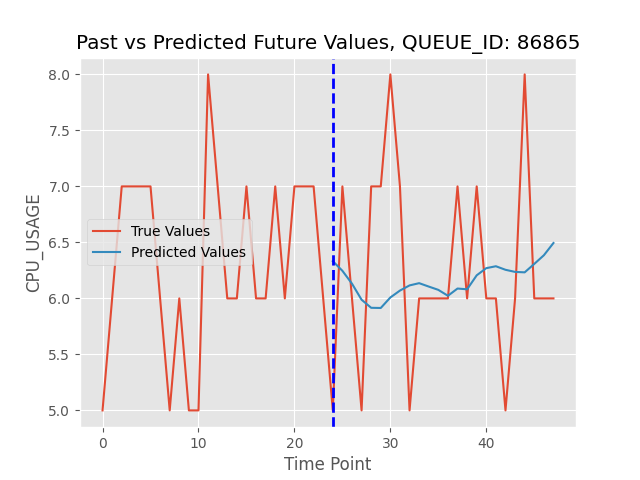 Past vs Predicted Future Values, QUEUE_ID: 86865
8.0
7.5
7.0
6.5
6.0
5.5
5.0
CPU_USAGE
True Values
Predicted Values
0 10 20 30 40
Time Point